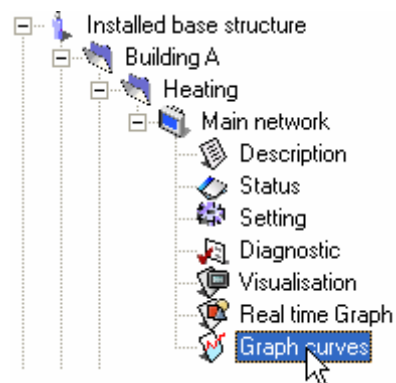 Installed base structure
Building A
Heating
Main network
Description
Status
Setting
Diagnostic
Visualisation
Real time Graph
Graph curves